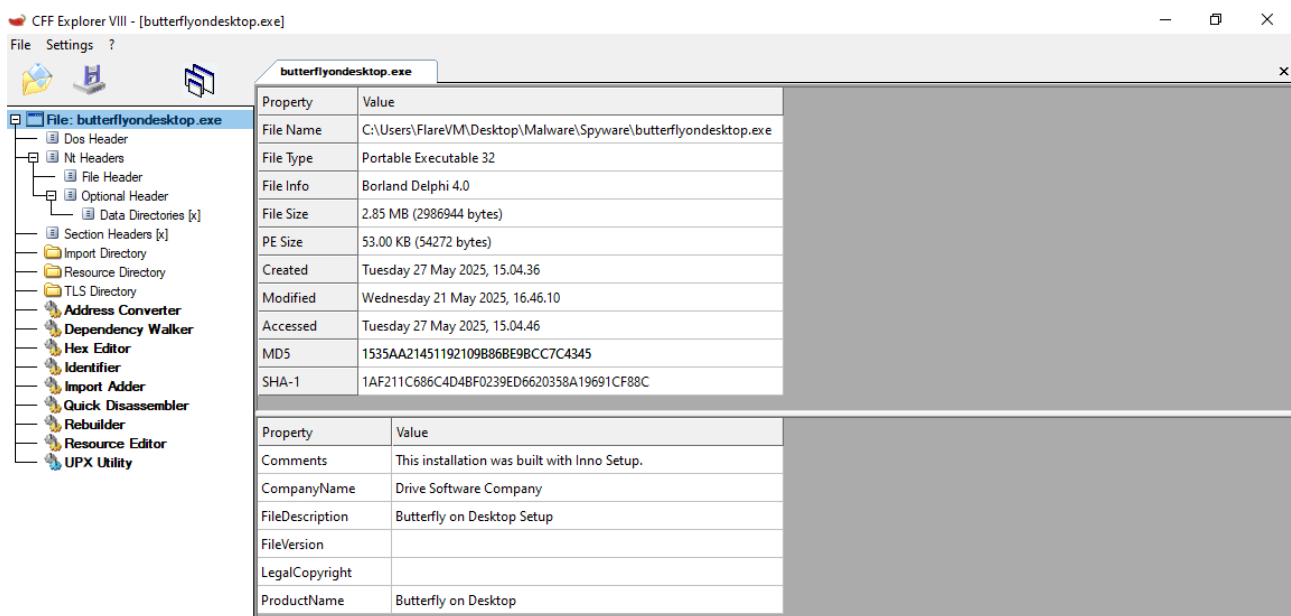 CFF Explorer VIII - [butterflyondesktop.exe]
File Settings ?
butterflyondesktop.exe
File: butterflyondesktop.exe
Dos Header
Nt Headers
File Header
Optional Header
Data Directories [x]
Section Headers [x]
Import Directory
Resource Directory
TLS Directory
Address Converter
Dependency Walker
Hex Editor
Identifier
Import Adder
Quick Disassembler
Rebuilder
Resource Editor
UPX Utility
Property Value
File Name C:\Users\FlareVM\Desktop\Malware\Spyware\butterflyondesktop.exe
File Type Portable Executable 32
File Info Borland Delphi 4.0
File Size 2.85 MB (2986944 bytes)
PE Size 53.00 KB (54272 bytes)
Created Tuesday 27 May 2025, 15.04.36
Modified Wednesday 21 May 2025, 16.46.10
Accessed Tuesday 27 May 2025, 15.04.46
MD5 1535AA21451192109B86BE9BCC7C4345
SHA-1 1AF211C686C4D4BF0239ED6620358A19691CF88C
Property Value
Comments This installation was built with Inno Setup.
CompanyName Drive Software Company
FileDescription Butterfly on Desktop Setup
FileVersion
LegalCopyright
ProductName Butterfly on Desktop